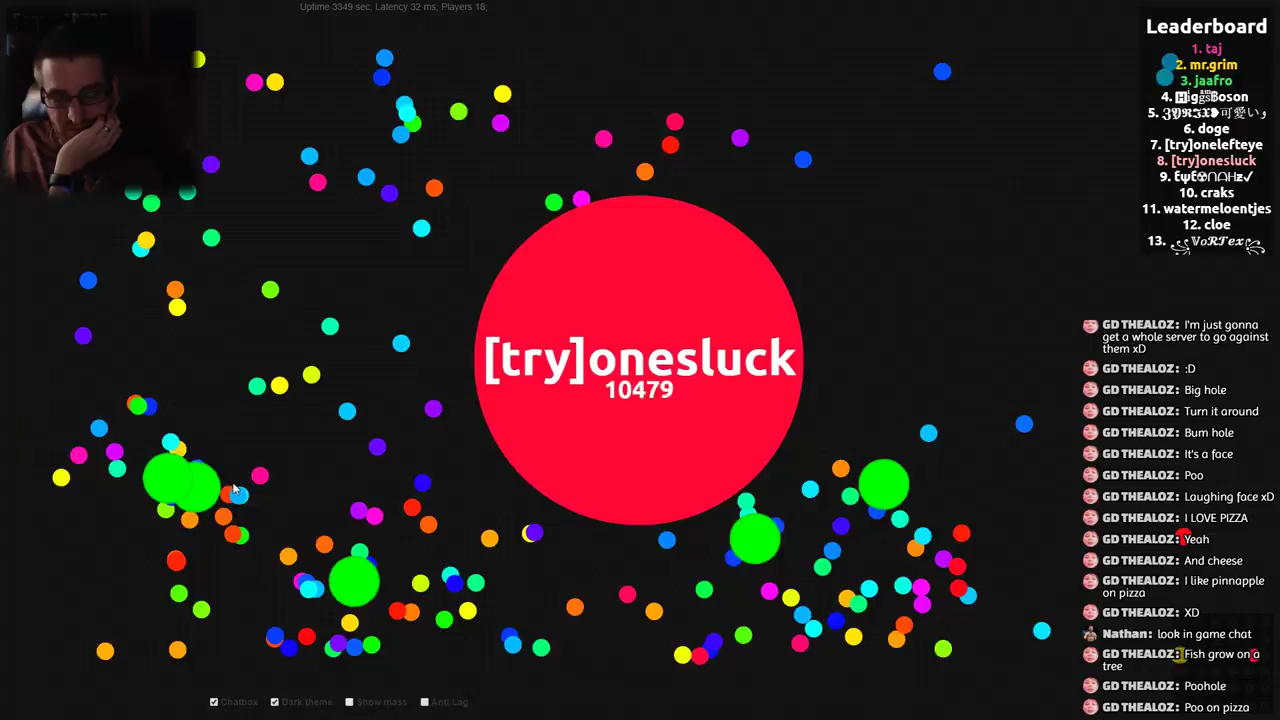 Uptime 3349 sec; Latency 32 ms, Players 18;
Leaderboard
1. taj
2. mr.grim
3. jaafro
6. doge
7. [try]onelefteye
8. [try]onesluck
10. craks
11. watermeloentjes
12. cloe
[try]onesluck
10479
GD THEALOZ: I'm just gonna
get a whole server to go against
them xD
GD THEALOZ: :D
GD THEALOZ: Big hole
GD THEALOZ: Turn it around
GD THEALOZ: Bum hole
GD THEALOZ: It's a face
GD THEALOZ: Poo
GD THEALOZ: Laughing face xD
GD THEALOZ: I LOVE PIZZA
GD THEALOZ: Yeah
GD THEALOZ: And cheese
GD THEALOZ: I like pinnapple
on pizza
GD THEALOZ: XD
Nathan: look in game chat
GD THEALOZ: Fish grow on a
tree
GD THEALOZ: Poohole
GD THEALOZ: Poo on pizza
Chatbox Dark theme Show mass Anti Lag